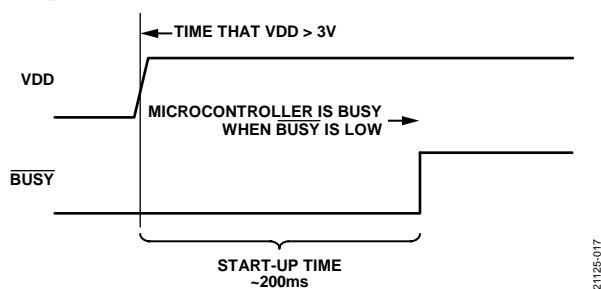 TIME THAT VDD > 3V
VDD
MICROCONTROLLER IS BUSY
WHEN BUSY IS LOW
BUSY
START-UP TIME
~200ms
21125-017